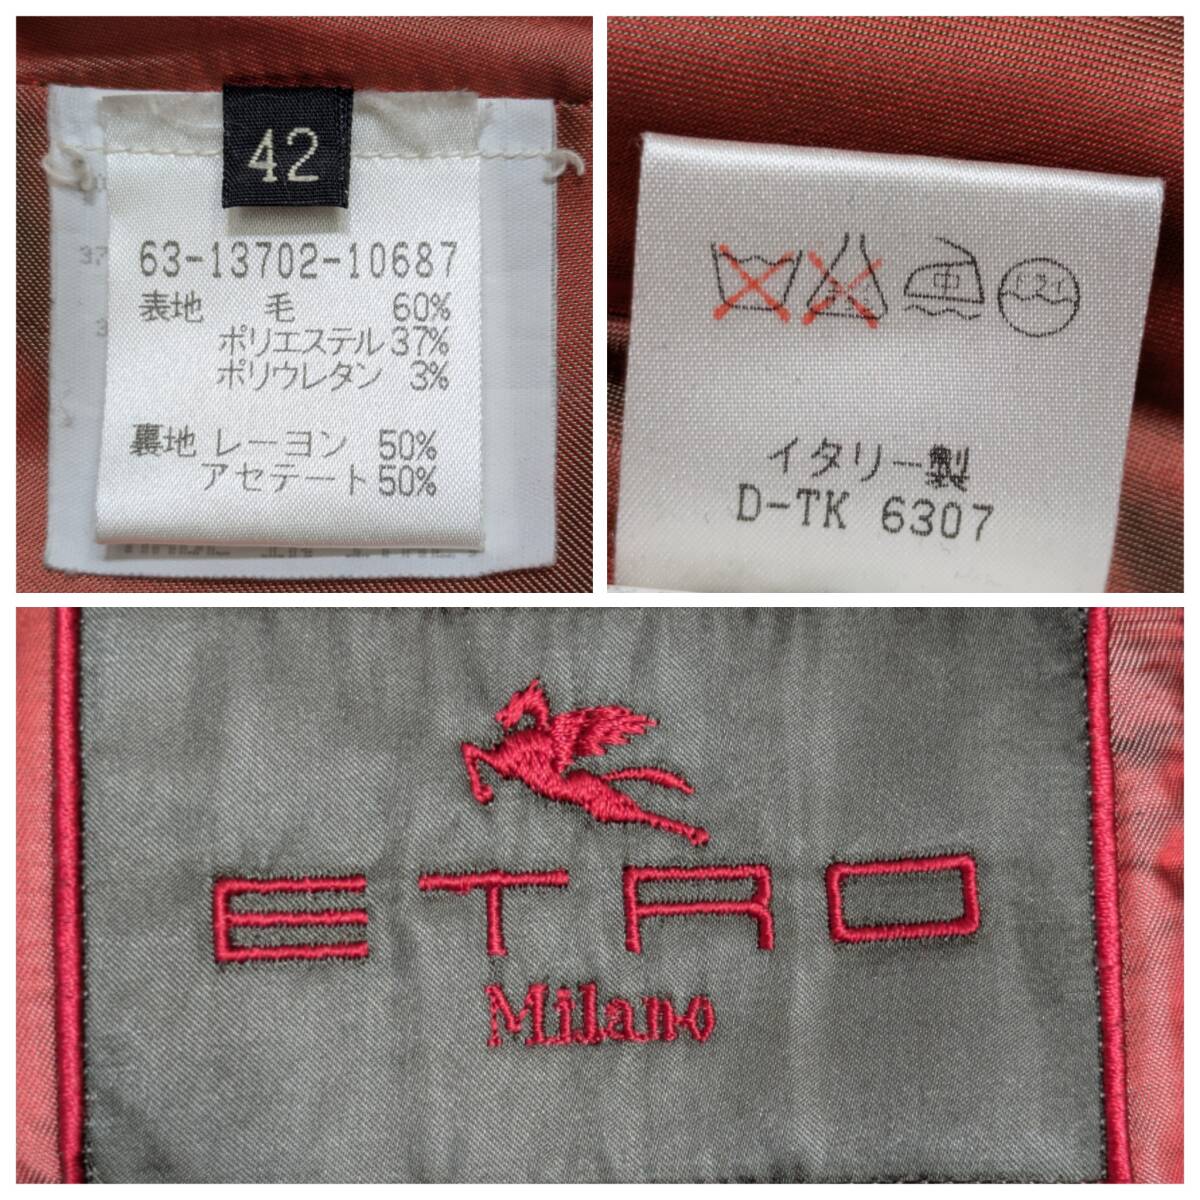 42
63-13702-10687
表地 毛 60%
ポリエステル 37%
ポリウレタン 3%
裏地 レーヨン 50%
アセテート 50%
中
イタリー製
D-TK 6307
ETRO
Milano